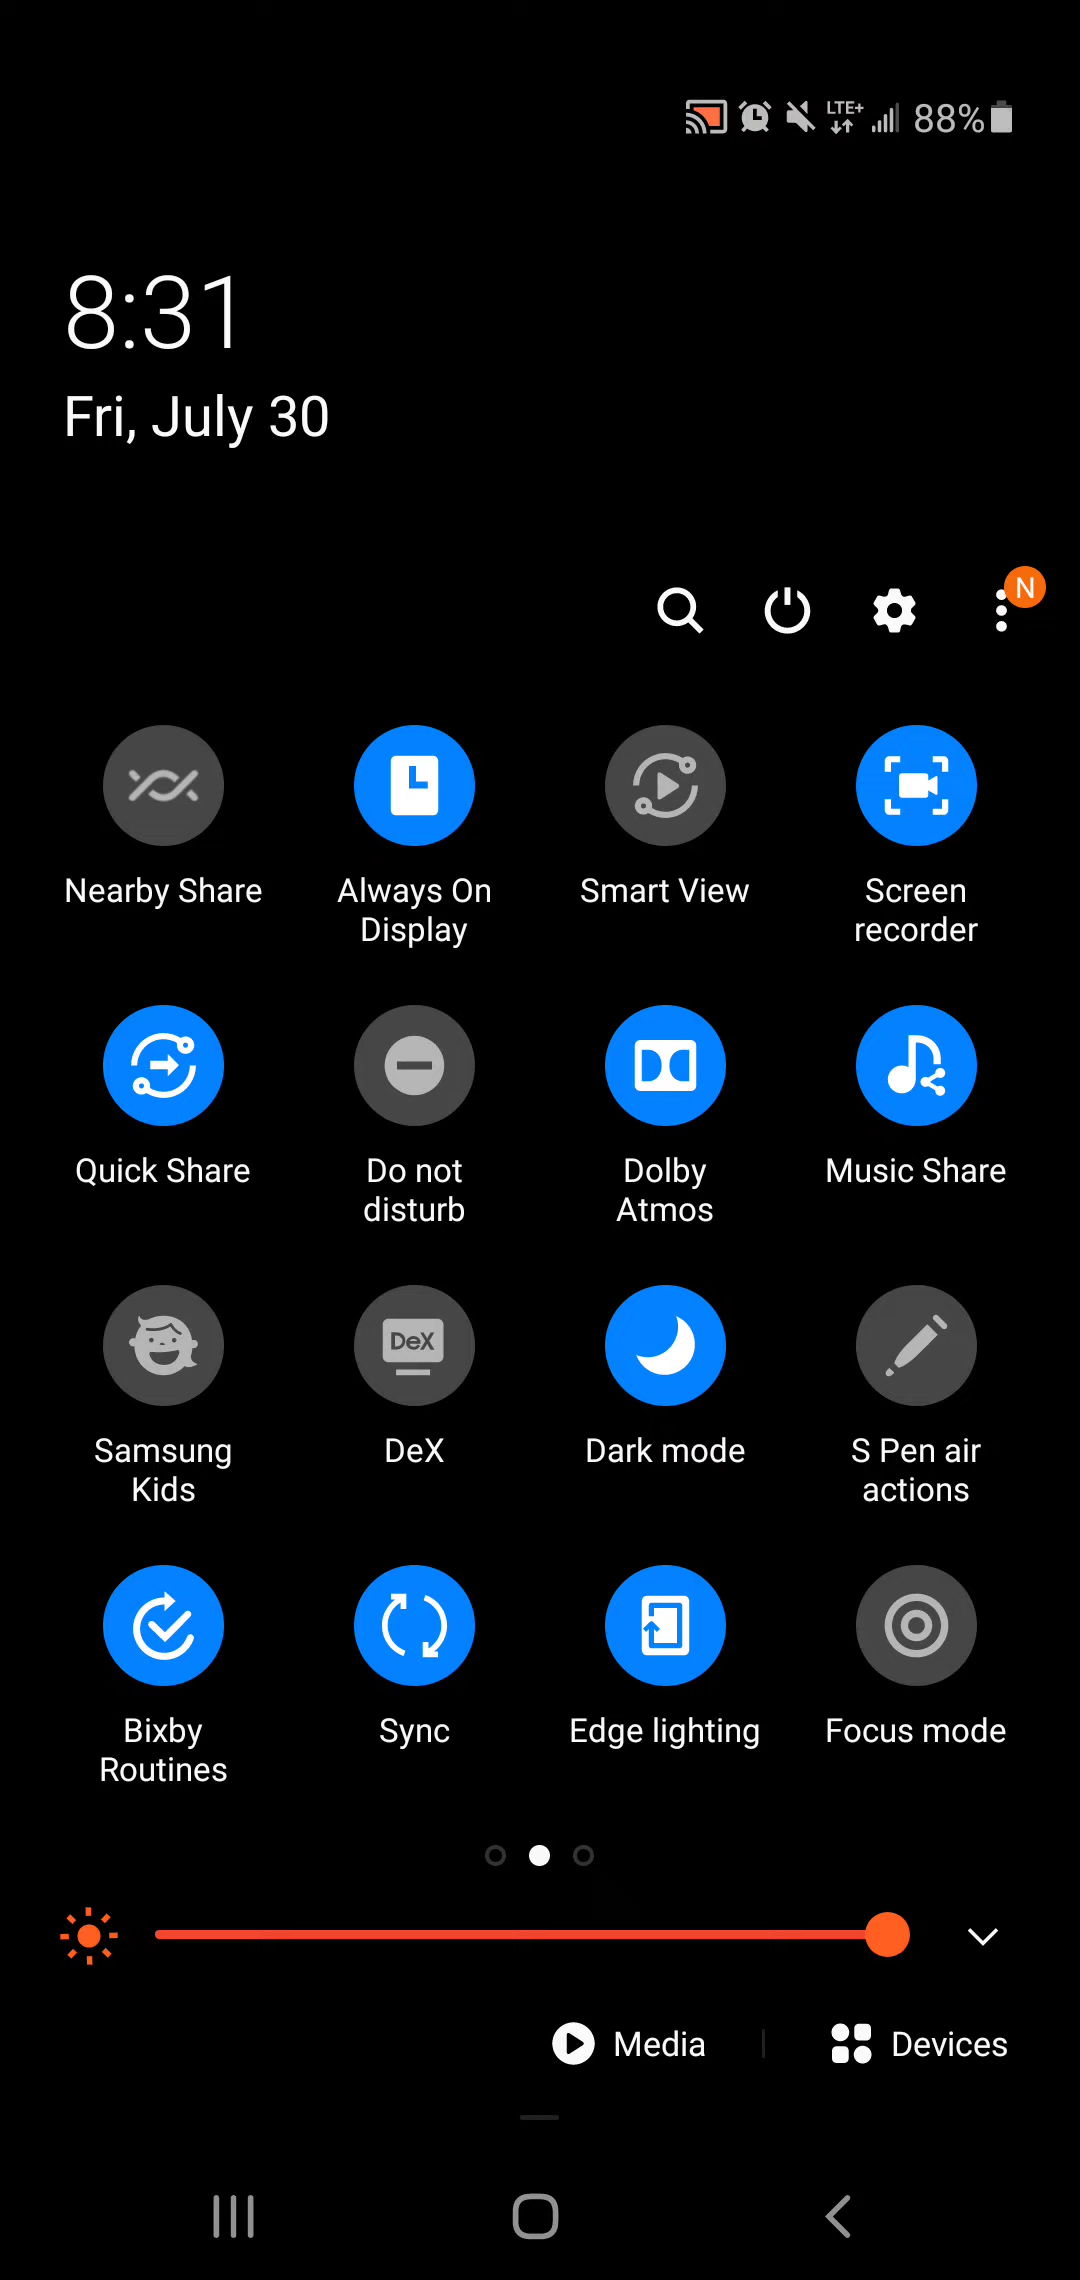 LTE+ 88%
8:31
Fri, July 30
N
Nearby Share
Always On
Display
Smart View
Screen
recorder
Quick Share
Do not
disturb
Dolby
Atmos
Music Share
Samsung
Kids
DeX
DeX
Dark mode
S Pen air
actions
Bixby
Routines
Sync
Edge lighting
Focus mode
Media
Devices